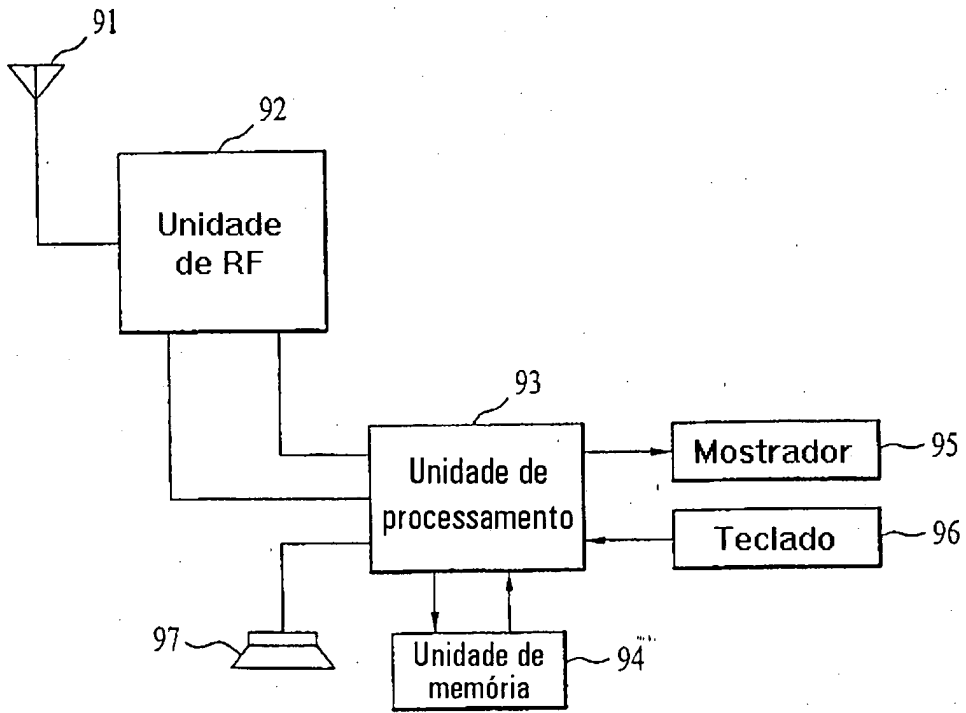 91
92
Unidade
de RF
93
Unidade de
processamento
Mostrador
95
Teclado
96
97
Unidade de
memória
94